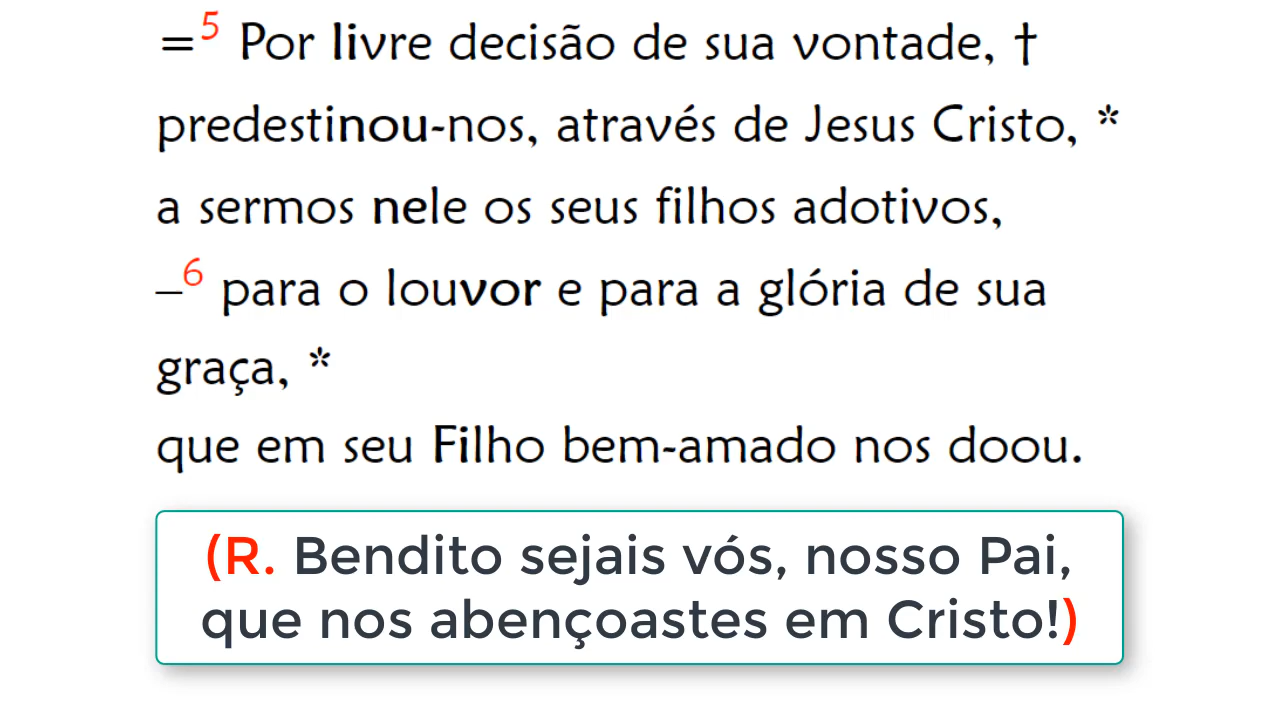 =5 Por livre decisão de sua vontade, †
predestinou-nos, através de Jesus Cristo, *
a sermos nele os seus filhos adotivos,
–6 para o louvor e para a glória de sua
graça, *
que em seu Filho bem-amado nos doou.
(R. Bendito sejais vós, nosso Pai,
que nos abençoastes em Cristo!)